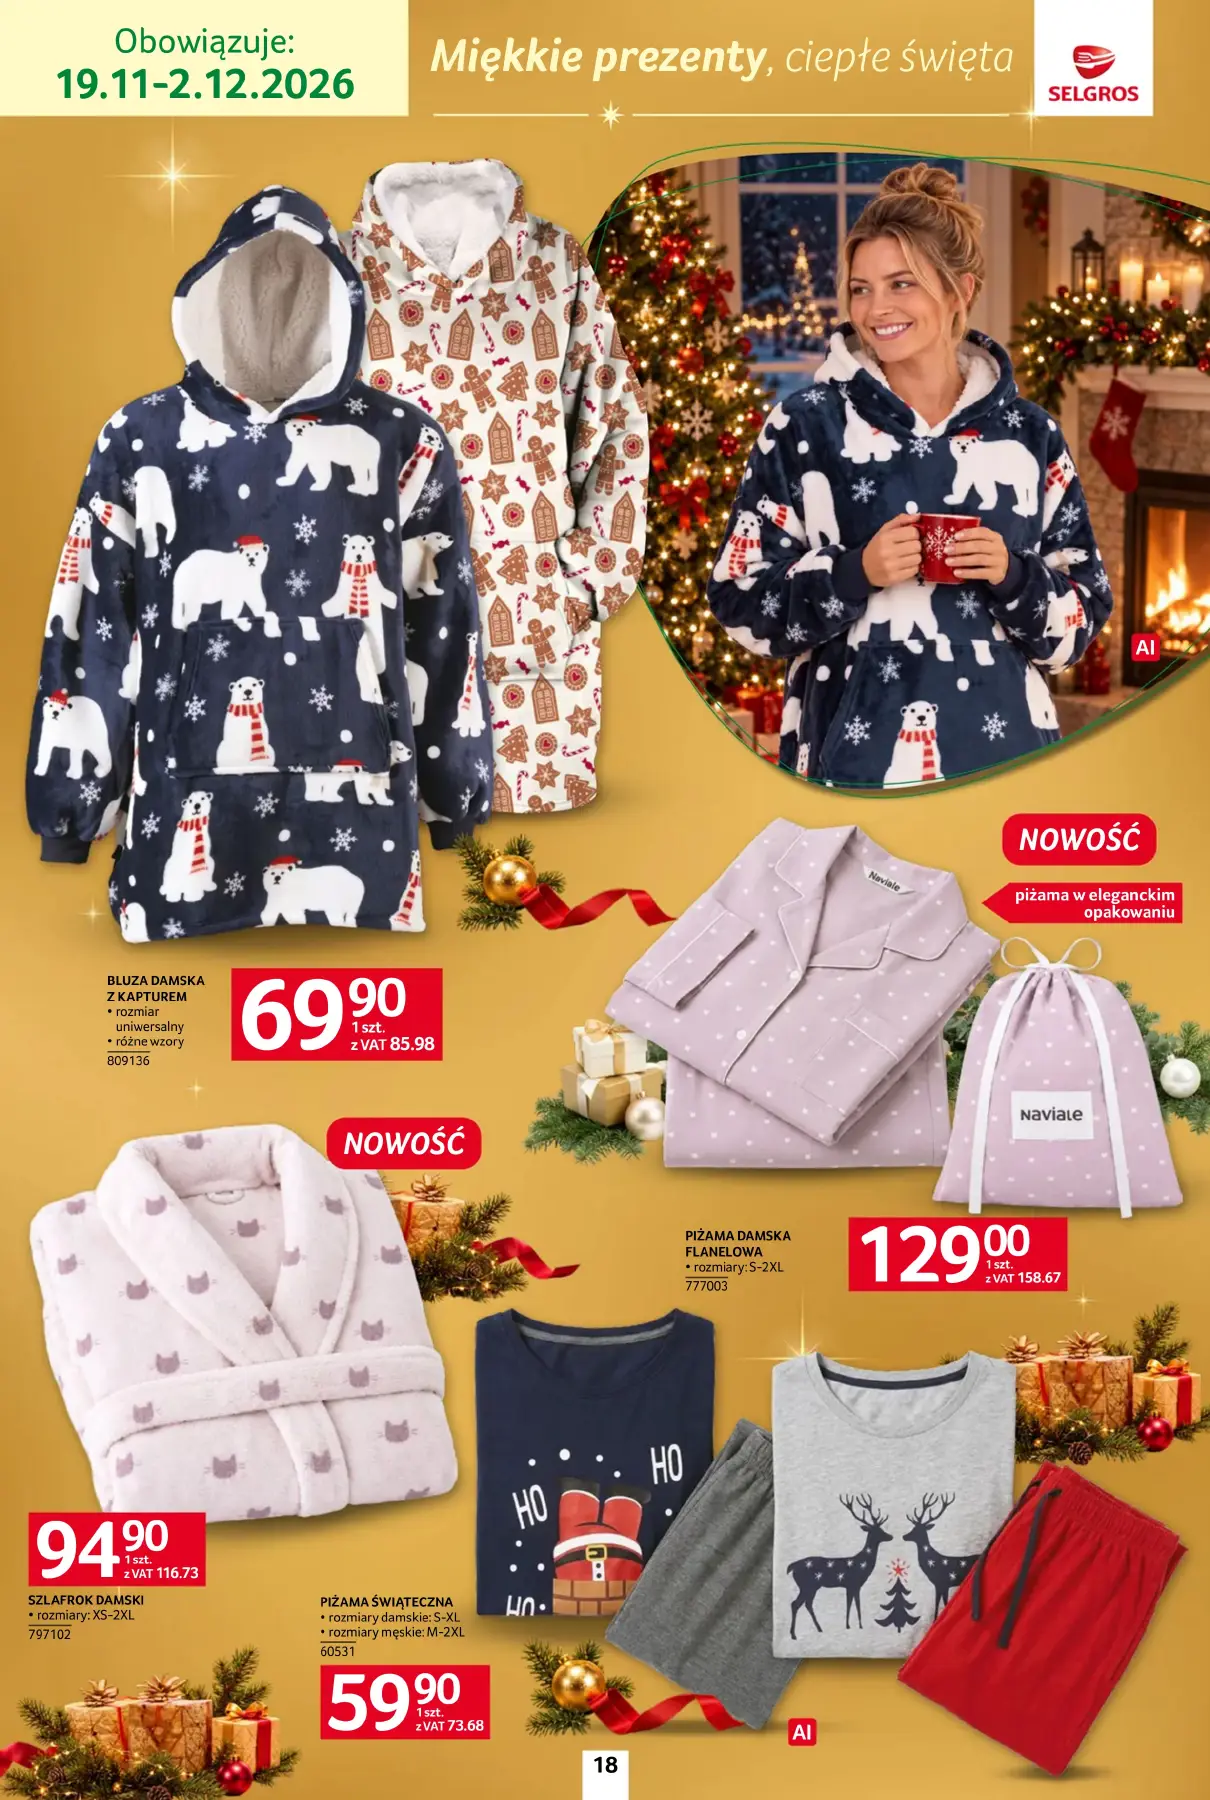 Obowiązuje:
19.11-2.12.2026
Miękkie prezenty, ciepłe święta
SELGROS
AI
NOWOŚĆ
piżama w eleganckim
opakowaniu
Naviale
Naviale
BLUZA DAMSKA
Z KAPTUREM
• rozmiar
uniwersalny
• różne wzory
809136
69 90
1 szt.
z VAT 85.98
NOWOŚĆ
PIŻAMA DAMSKA
FLANELOWA
• rozmiary: S-2XL
777003
129 00
1 szt.
z VAT 158.67
94 90
1 szt.
z VAT 116.73
SZLAFROK DAMSKI
• rozmiary: XS-2XL
797102
HO
HO
HO
PIŻAMA ŚWIĄTECZNA
• rozmiary damskie: S-XL
• rozmiary męskie: M-2XL
60531
59 90
1 szt.
z VAT 73.68
AI
18